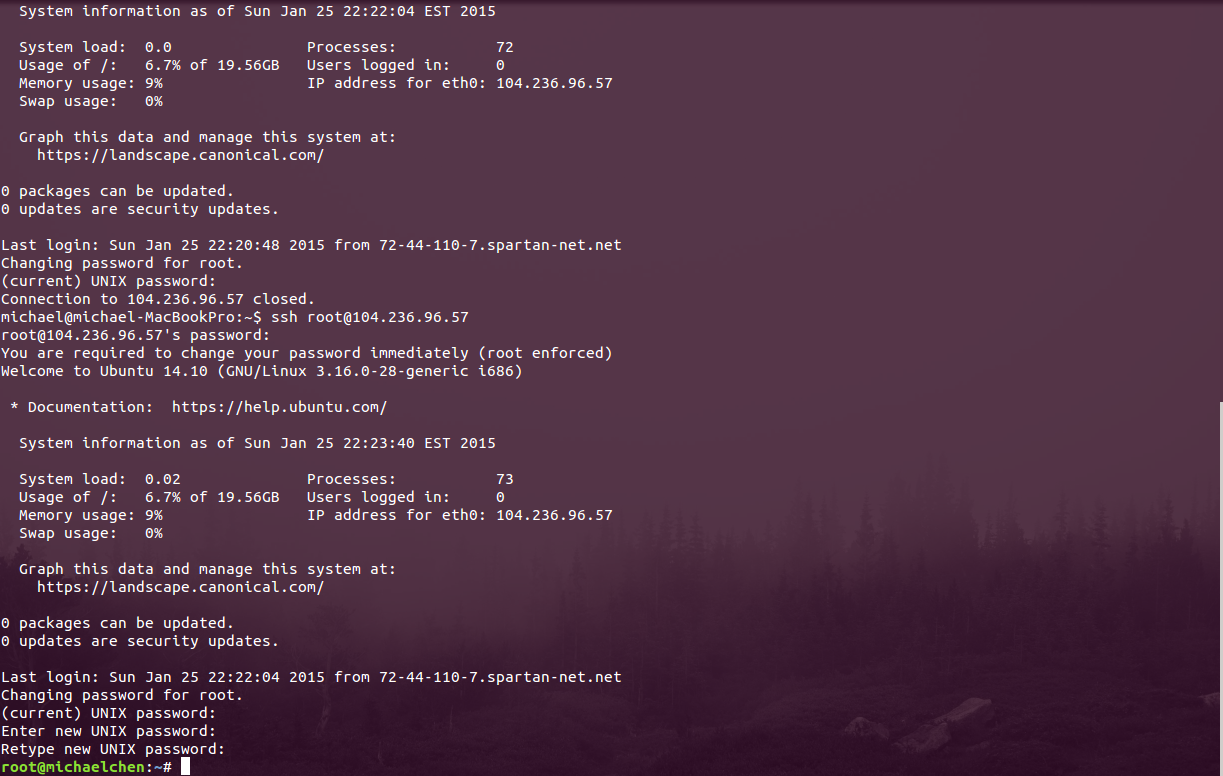 System information as of Sun Jan 25 22:22:04 EST 2015
System load:  0.0               Processes:           72
Usage of /:   6.7% of 19.56GB   Users logged in:     0
Memory usage: 9%                IP address for eth0: 104.236.96.57
Swap usage:   0%
Graph this data and manage this system at:
https://landscape.canonical.com/
0 packages can be updated.
0 updates are security updates.
Last login: Sun Jan 25 22:20:48 2015 from 72-44-110-7.spartan-net.net
Changing password for root.
(current) UNIX password:
Connection to 104.236.96.57 closed.
michael@michael-MacBookPro:~$ ssh root@104.236.96.57
root@104.236.96.57's password:
You are required to change your password immediately (root enforced)
Welcome to Ubuntu 14.10 (GNU/Linux 3.16.0-28-generic i686)
* Documentation:  https://help.ubuntu.com/
System information as of Sun Jan 25 22:23:40 EST 2015
System load:  0.02              Processes:           73
Usage of /:   6.7% of 19.56GB   Users logged in:     0
Memory usage: 9%                IP address for eth0: 104.236.96.57
Swap usage:   0%
Graph this data and manage this system at:
https://landscape.canonical.com/
0 packages can be updated.
0 updates are security updates.
Last login: Sun Jan 25 22:22:04 2015 from 72-44-110-7.spartan-net.net
Changing password for root.
(current) UNIX password:
Enter new UNIX password:
Retype new UNIX password:
root@michaelchen:~#